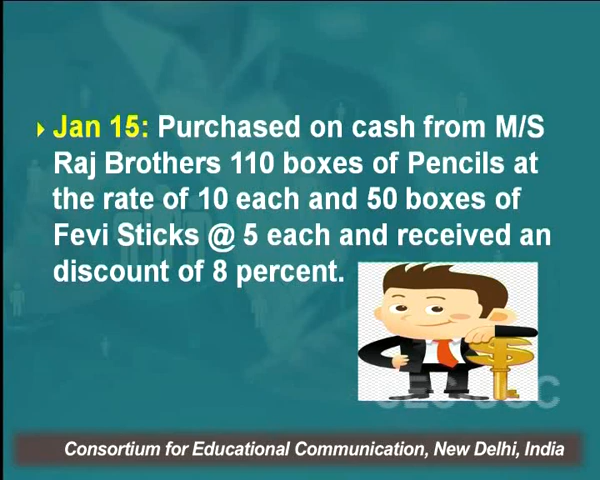 Jan 15: Purchased on cash from M/S
Raj Brothers 110 boxes of Pencils at
the rate of 10 each and 50 boxes of
Fevi Sticks @ 5 each and received an
discount of 8 percent.
CEC UGC
Consortium for Educational Communication, New Delhi, India